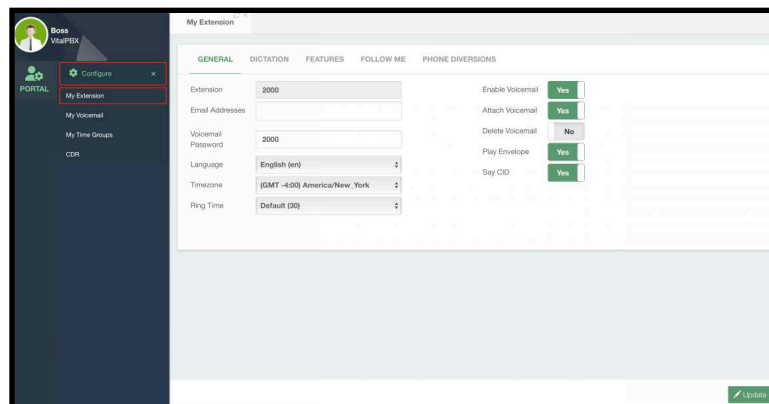 Boss
VitalPBX
PORTAL
Configure ×
My Extension
My Voicemail
My Time Groups
CDR
My Extension
GENERAL DICTATION FEATURES FOLLOW ME PHONE DIVERSIONS
Extension 2000
Email Addresses
Voicemail Password 2000
Language English (en)
Timezone (GMT -4:00) America/New_York
Ring Time Default (30)
Enable Voicemail Yes
Attach Voicemail Yes
Delete Voicemail No
Play Envelope Yes
Say CID Yes
Update